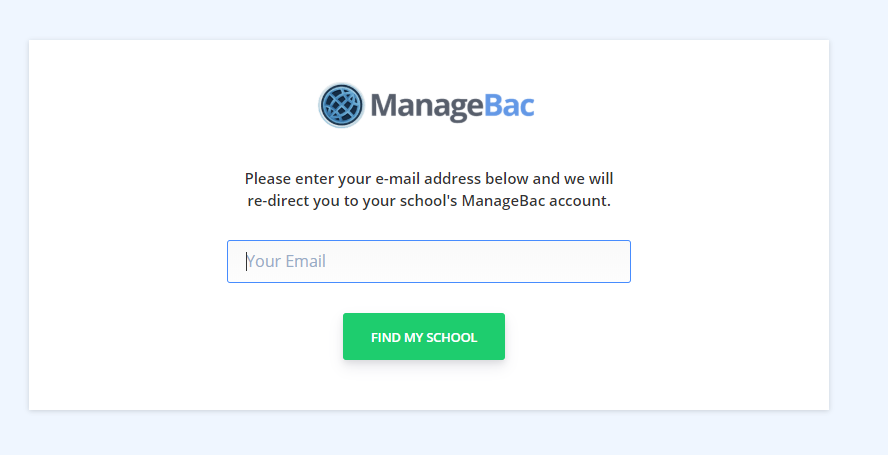 ManageBac
Please enter your e-mail address below and we will
re-direct you to your school's ManageBac account.
Your Email
FIND MY SCHOOL